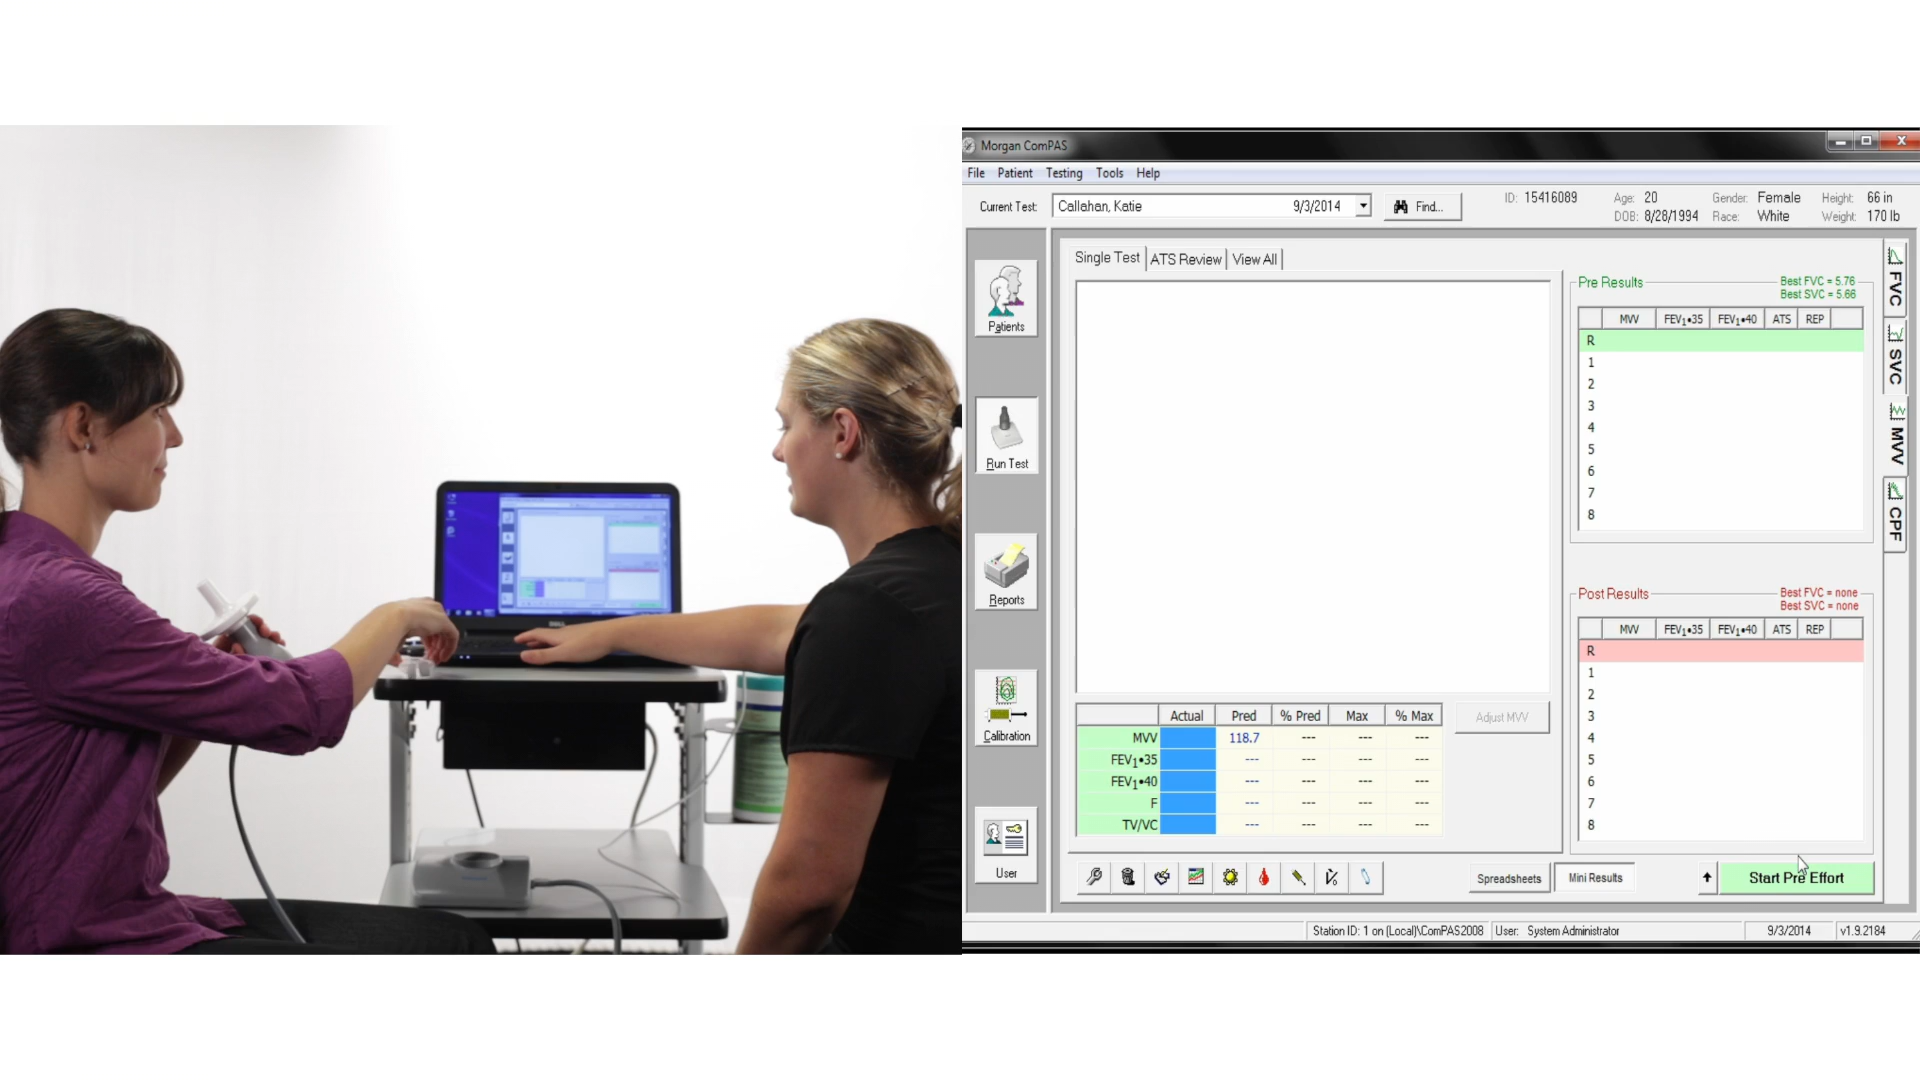 Morgan ComPAS
File Patient Testing Tools Help
Current Test: Callahan, Katie 9/3/2014 Find...
ID: 15416089 Age: 20 Gender: Female Height: 66 in
DOB: 8/28/1994 Race: White Weight: 170 lb
Patients
Run Test
Reports
Calibration
User
Single Test ATS Review View All
Actual Pred % Pred Max % Max
MVV 118.7 --- --- ---
FEV1•35 --- --- --- ---
FEV1•40 --- --- --- ---
F --- --- --- ---
TV/VC --- --- --- ---
Adjust MVV
Pre Results Best FVC = 5.76
Best SVC = 5.66
MVV FEV1•35 FEV1•40 ATS REP
R
1
2
3
4
5
6
7
8
Post Results Best FVC = none
Best SVC = none
MVV FEV1•35 FEV1•40 ATS REP
R
1
2
3
4
5
6
7
8
FVC
SVC
MVV
CPF
Spreadsheets Mini Results Start Pre Effort
Station ID: 1 on (Local)\ComPAS2008 User: System Administrator 9/3/2014 v1.9.2184
DELL